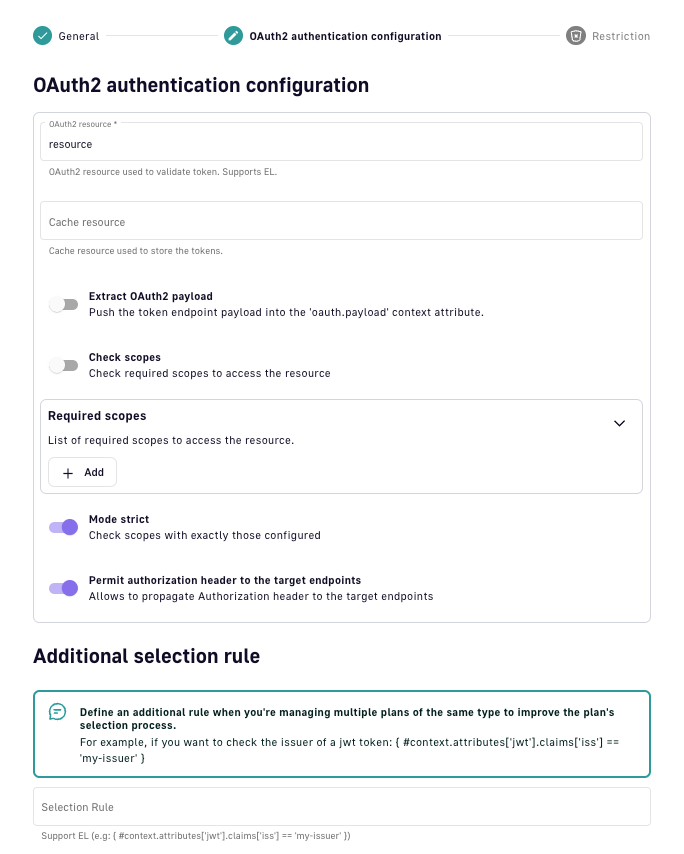 General
OAuth2 authentication configuration
Restriction
OAuth2 authentication configuration
OAuth2 resource *
resource
OAuth2 resource used to validate token. Supports EL.
Cache resource
Cache resource used to store the tokens.
Extract OAuth2 payload
Push the token endpoint payload into the 'oauth.payload' context attribute.
Check scopes
Check required scopes to access the resource
Required scopes
List of required scopes to access the resource.
+ Add
Mode strict
Check scopes with exactly those configured
Permit authorization header to the target endpoints
Allows to propagate Authorization header to the target endpoints
Additional selection rule
Define an additional rule when you're managing multiple plans of the same type to improve the plan's
selection process.
For example, if you want to check the issuer of a jwt token: { #context.attributes['jwt'].claims['iss'] ==
'my-issuer' }
Selection Rule
Support EL (e.g: { #context.attributes['jwt'].claims['iss'] == 'my-issuer' })